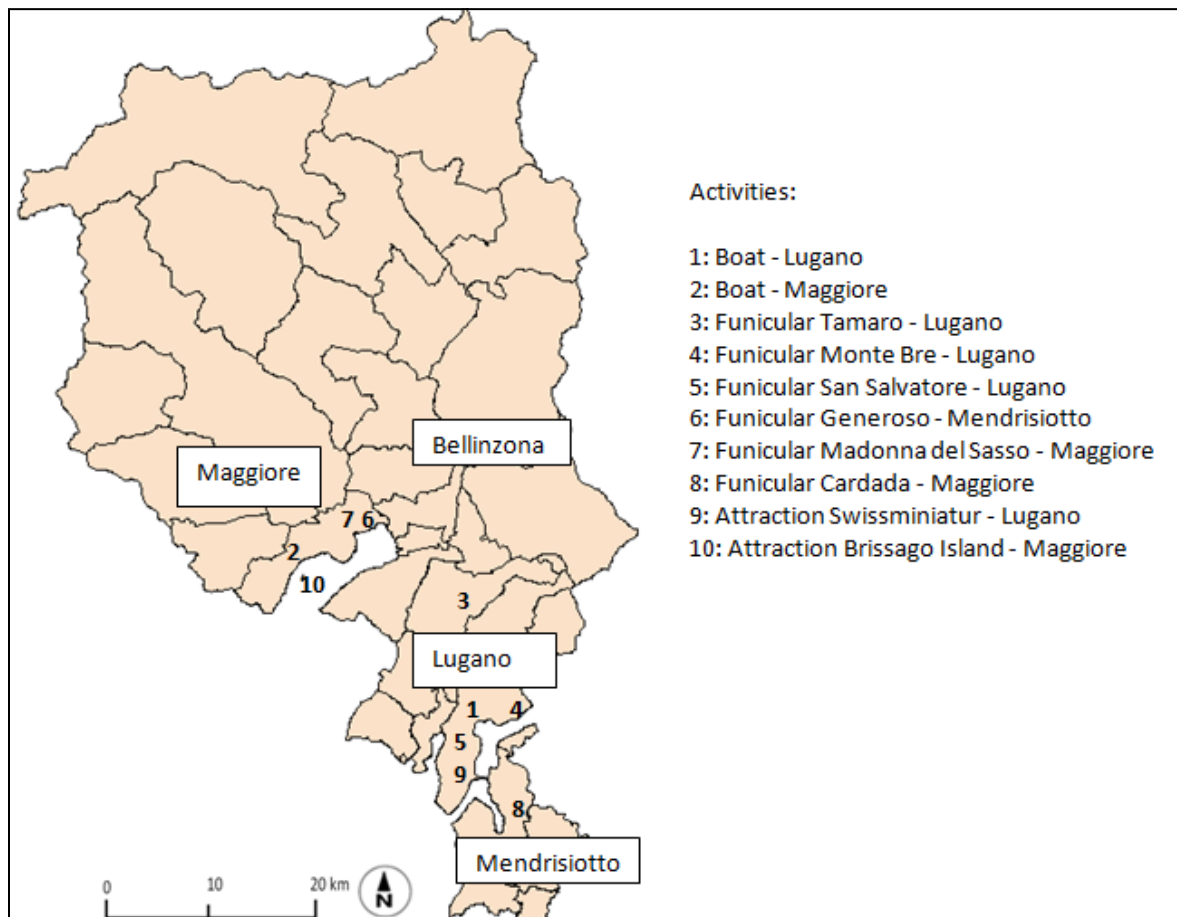 Activities:
1: Boat - Lugano
2: Boat - Maggiore
3: Funicular Tamaro - Lugano
4: Funicular Monte Bre - Lugano
5: Funicular San Salvatore - Lugano
6: Funicular Generoso - Mendrisiotto
7: Funicular Madonna del Sasso - Maggiore
8: Funicular Cardada - Maggiore
9: Attraction Swissminiatur - Lugano
10: Attraction Brissago Island - Maggiore
Bellinzona
Maggiore
7 6
2
10
3
Lugano
1 4
5
9
8
Mendrisiotto
0 10 20 km
N